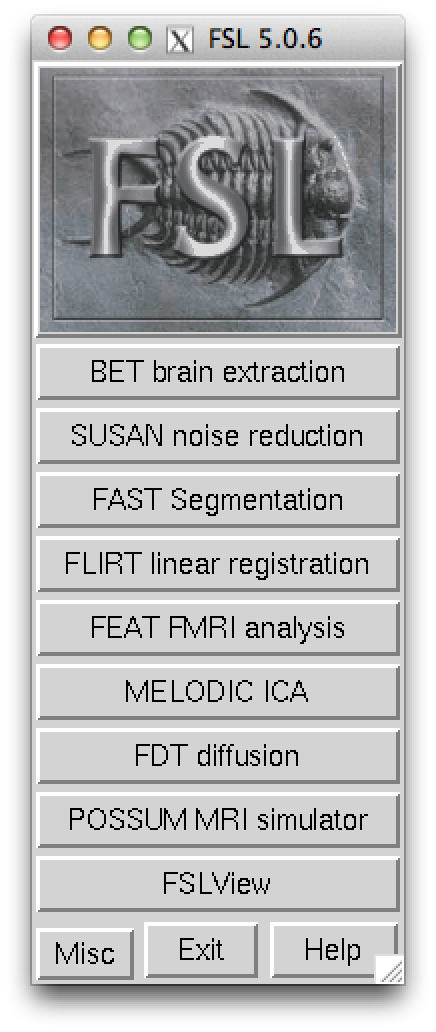 FSL 5.0.6
FSL
BET brain extraction
SUSAN noise reduction
FAST Segmentation
FLIRT linear registration
FEAT FMRI analysis
MELODIC ICA
FDT diffusion
POSSUM MRI simulator
FSLView
Misc Exit Help